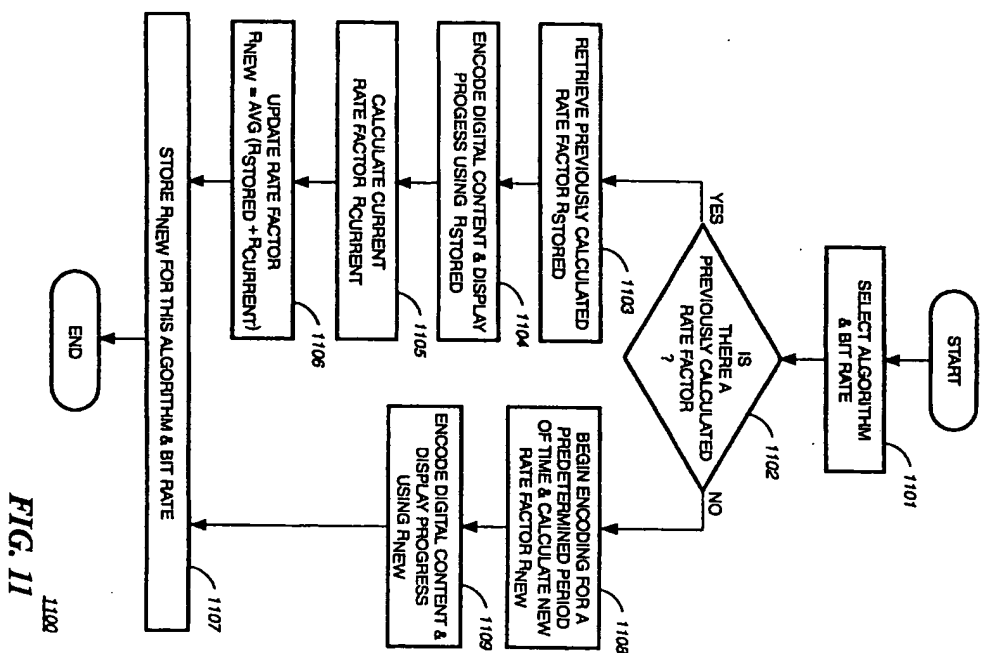 START
SELECT ALGORITHM
& BIT RATE
1101
IS
THERE A
PREVIOUSLY CALCULATED
RATE FACTOR
?
1102
YES
NO
RETRIEVE PREVIOUSLY CALCULATED
RATE FACTOR RSTORED
1103
ENCODE DIGITAL CONTENT & DISPLAY
PROGESS USING RSTORED
1104
CALCULATE CURRENT
RATE FACTOR RCURRENT
1105
UPDATE RATE FACTOR
RNEW = AVG (RSTORED + RCURRENT)
1106
BEGIN ENCODING FOR A
PREDETERMINED PERIOD
OF TIME & CALCULATE NEW
RATE FACTOR RNEW
1108
ENCODE DIGITAL CONTENT &
DISPLAY PROGRESS
USING RNEW
1109
STORE RNEW FOR THIS ALGORITHM & BIT RATE
1107
END
1100
FIG. 11